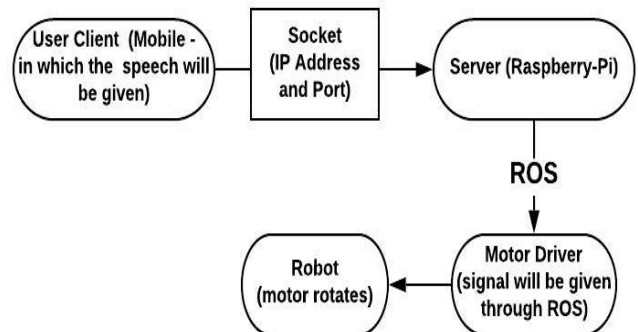 User Client (Mobile -
in which the speech will
be given)
Socket
(IP Address
and Port)
Server (Raspberry-Pi)
ROS
Motor Driver
(signal will be given
through ROS)
Robot
(motor rotates)